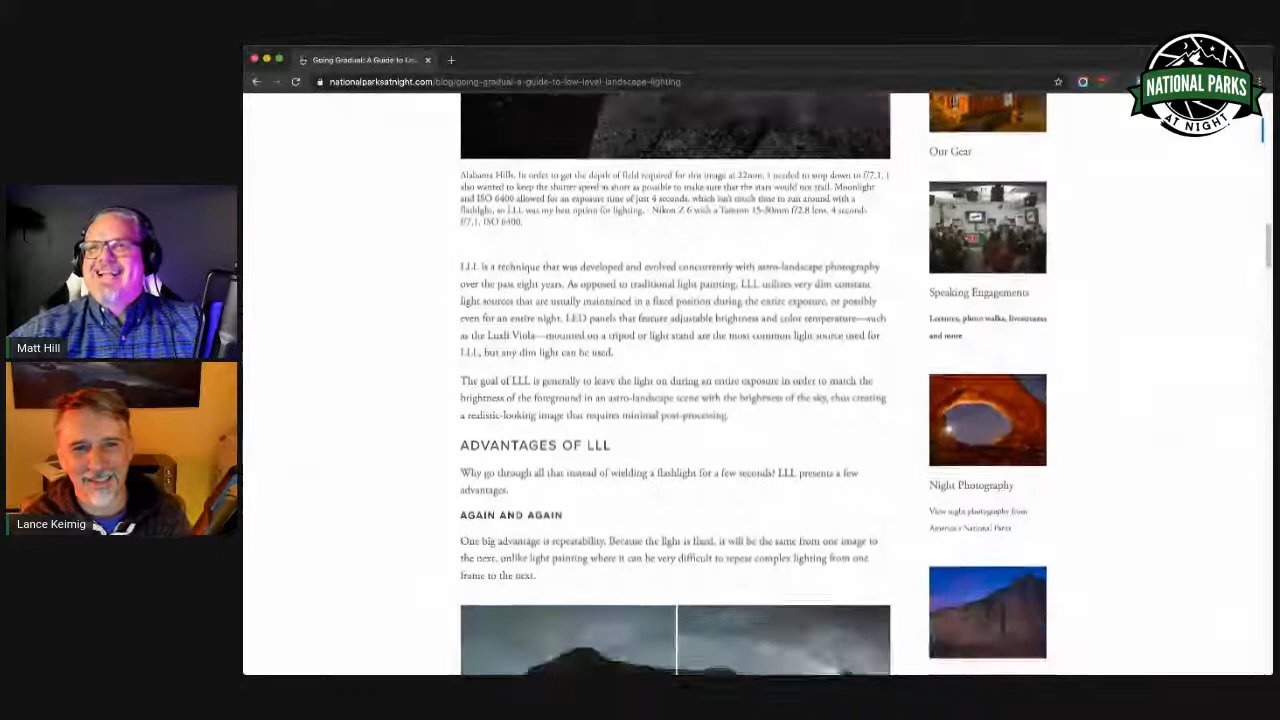 Going Gradual: A Guide to Lo...
nationalparksatnight.com/blog/going-gradual-a-guide-to-low-level-landscape-lighting
NATIONAL PARKS
AT NIGHT
Matt Hill
Lance Keimig
Alabama Hills. In order to get the depth of field required for this image at 22mm, I needed to stop down to f/7.1. I
also wanted to keep the shutter speed as short as possible to make sure that the stars would not trail. Moonlight
and ISO 6400 allowed for an exposure time of just 4 seconds, which isn't much time to run around with a
flashlight, so LLL was my best option for lighting. Nikon Z 6 with a Tamron 15-30mm f/2.8 lens. 4 seconds,
f/7.1, ISO 6400.
LLL is a technique that was developed and evolved concurrently with astro-landscape photography
over the past eight years. As opposed to traditional light painting, LLL utilizes very dim constant
light sources that are usually maintained in a fixed position during the entire exposure, or possibly
even for an entire night. LED panels that feature adjustable brightness and color temperature—such
as the Luxli Viola—mounted on a tripod or light stand are the most common light source used for
LLL, but any dim light can be used.
The goal of LLL is generally to leave the light on during an entire exposure in order to match the
brightness of the foreground in an astro-landscape scene with the brightness of the sky, thus creating
a realistic-looking image that requires minimal post-processing.
ADVANTAGES OF LLL
Why go through all that instead of wielding a flashlight for a few seconds? LLL presents a few
advantages.
AGAIN AND AGAIN
One big advantage is repeatability. Because the light is fixed, it will be the same from one image to
the next, unlike light painting where it can be very difficult to repeat complex lighting from one
frame to the next.
Our Gear
Speaking Engagements
Lectures, photo walks, livestreams
and more
Night Photography
View night photography from
America's National Parks